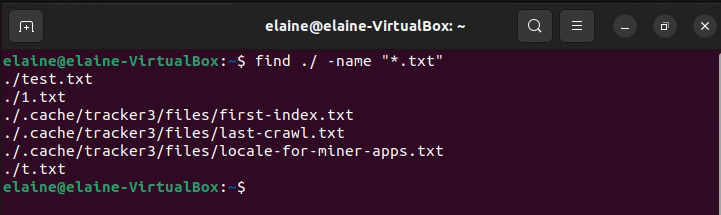 elaine@elaine-VirtualBox: ~
elaine@elaine-VirtualBox:~$ find ./ -name "*.txt"
./test.txt
./1.txt
./.cache/tracker3/files/first-index.txt
./.cache/tracker3/files/last-crawl.txt
./.cache/tracker3/files/locale-for-miner-apps.txt
./t.txt
elaine@elaine-VirtualBox:~$